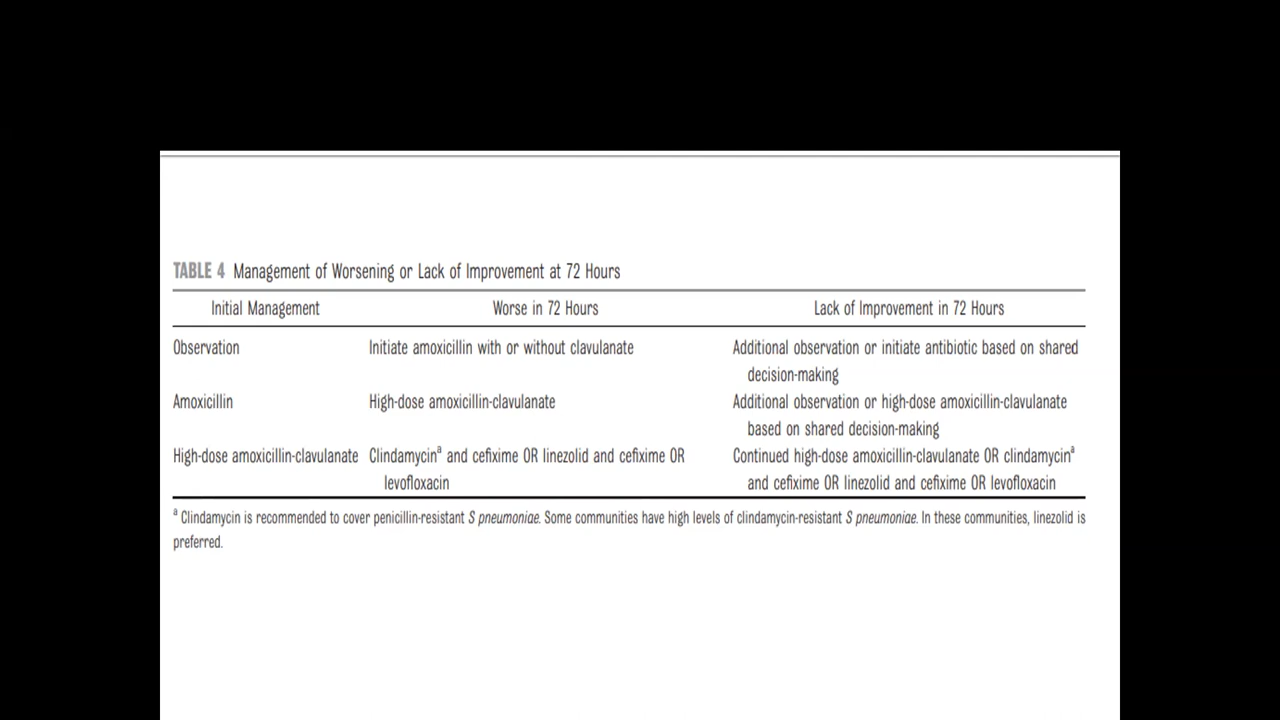 TABLE 4 Management of Worsening or Lack of Improvement at 72 Hours
Initial Management Worse in 72 Hours Lack of Improvement in 72 Hours
Observation Initiate amoxicillin with or without clavulanate Additional observation or initiate antibiotic based on shared
decision-making
Amoxicillin High-dose amoxicillin-clavulanate Additional observation or high-dose amoxicillin-clavulanate
based on shared decision-making
High-dose amoxicillin-clavulanate Clindamycinᵃ and cefixime OR linezolid and cefixime OR Continued high-dose amoxicillin-clavulanate OR clindamycinᵃ
levofloxacin and cefixime OR linezolid and cefixime OR levofloxacin
ᵃ Clindamycin is recommended to cover penicillin-resistant S pneumoniae. Some communities have high levels of clindamycin-resistant S pneumoniae. In these communities, linezolid is
preferred.